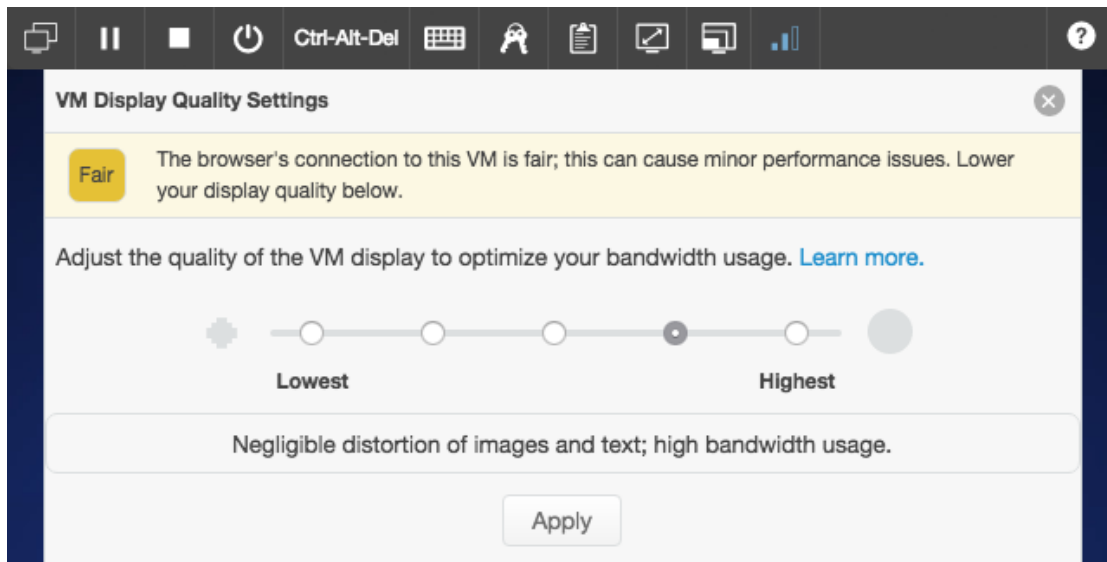 Ctrl-Alt-Del
?
VM Display Quality Settings
Fair
The browser's connection to this VM is fair; this can cause minor performance issues. Lower
your display quality below.
Adjust the quality of the VM display to optimize your bandwidth usage. Learn more.
Lowest
Highest
Negligible distortion of images and text; high bandwidth usage.
Apply